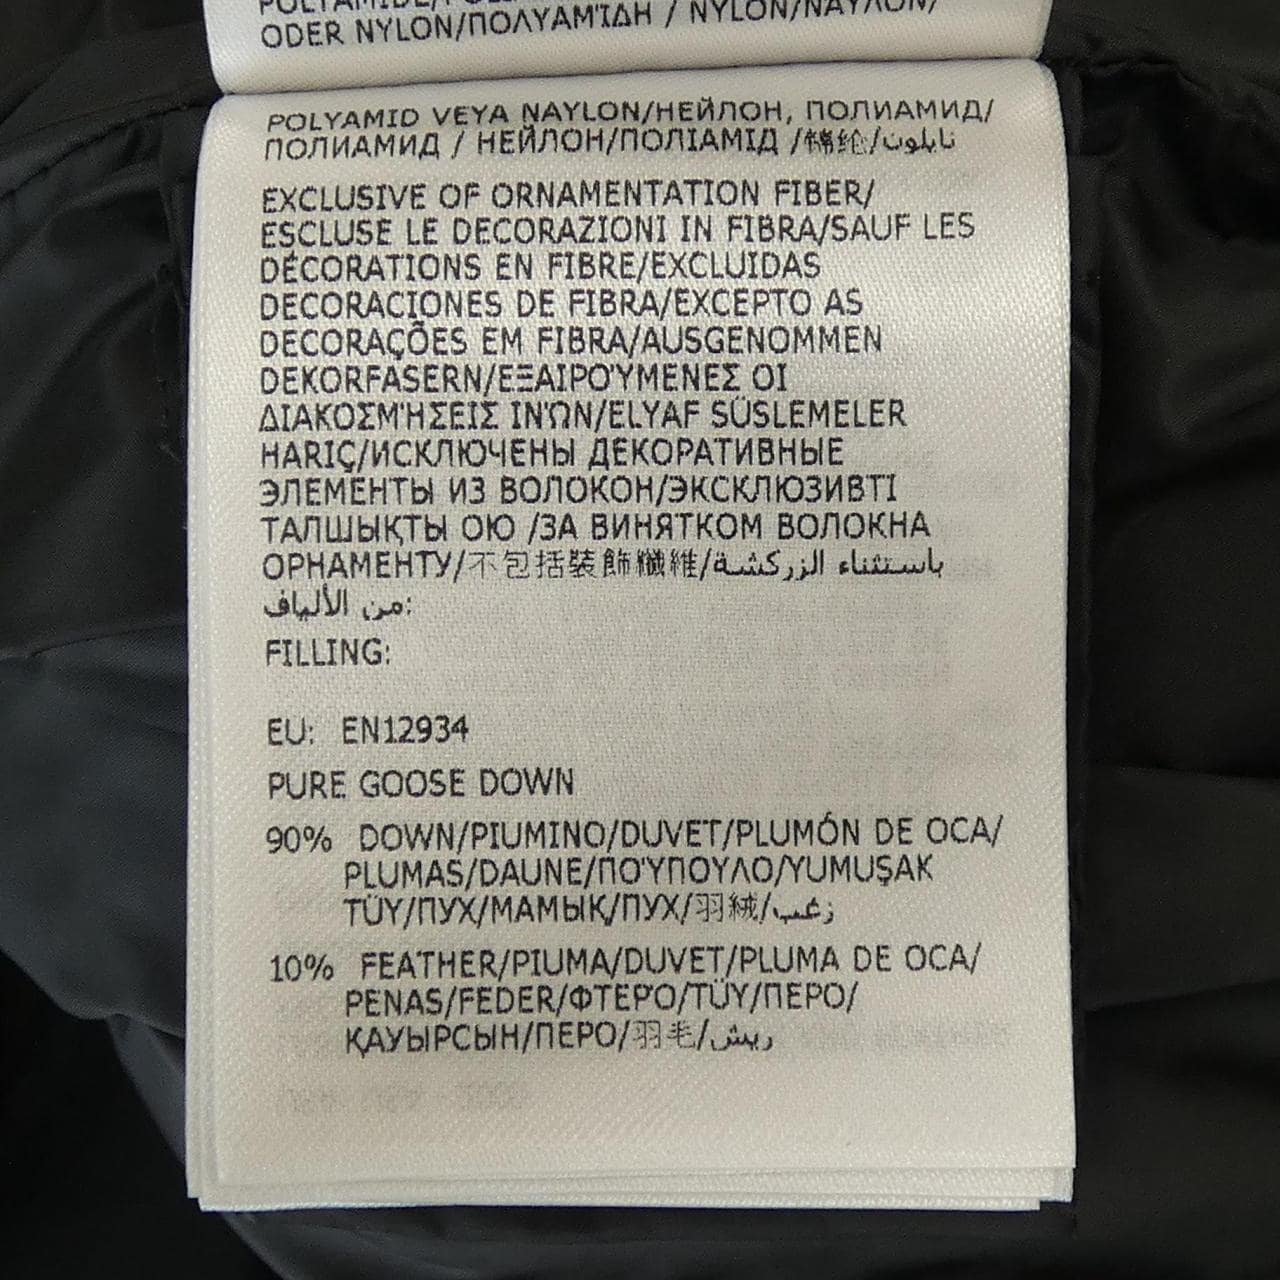 ODER NYLON/ΠΟΛΥΑΜΊΔΗ / NYLON/NAYΛON/
POLYAMID VEYA NAYLON/НЕЙЛОН, ПОЛИАМИД/
ПОЛИАМИД / НЕЙЛОН/ПОЛІАМІД /锦纶/نايلون
EXCLUSIVE OF ORNAMENTATION FIBER/
ESCLUSE LE DECORAZIONI IN FIBRA/SAUF LES
DÉCORATIONS EN FIBRE/EXCLUIDAS
DECORACIONES DE FIBRA/EXCEPTO AS
DECORAÇÕES EM FIBRA/AUSGENOMMEN
DEKORFASERN/ΕΞΑΙΡΟΎΜΕΝΕΣ ΟΙ
ΔΙΑΚΟΣΜΉΣΕΙΣ ΙΝΏΝ/ELYAF SÜSLEMELER
HARIÇ/ИСКЛЮЧЕНЫ ДЕКОРАТИВНЫЕ
ЭЛЕМЕНТЫ ИЗ ВОЛОКОН/ЭКСКЛЮЗИВТІ
ТАЛШЫҚТЫ ОЮ /ЗА ВИНЯТКОМ ВОЛОКНА
ОРНАМЕНТУ/不包括裝飾纖維/باستثناء الزركشة
من الألياف:
FILLING:
EU: EN12934
PURE GOOSE DOWN
90% DOWN/PIUMINO/DUVET/PLUMÓN DE OCA/
PLUMAS/DAUNE/ΠΟΎΠΟΥΛΟ/YUMUŞAK
TÜY/ПУХ/МАМЫҚ/ПУХ/羽絨/زغب
10% FEATHER/PIUMA/DUVET/PLUMA DE OCA/
PENAS/FEDER/ΦΤΕΡΌ/TÜY/ПЕРО/
ҚАУЫРСЫН/ПЕРО/羽毛/ريش